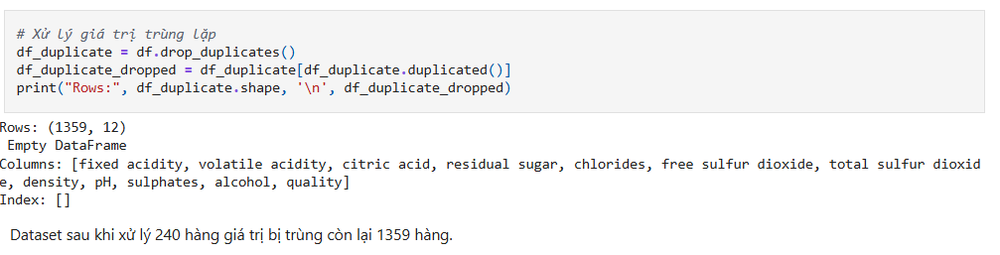 # Xử lý giá trị trùng lặp
df_duplicate = df.drop_duplicates()
df_duplicate_dropped = df_duplicate[df_duplicate.duplicated()]
print("Rows:", df_duplicate.shape, '\n', df_duplicate_dropped)
Rows: (1359, 12)
 Empty DataFrame
Columns: [fixed acidity, volatile acidity, citric acid, residual sugar, chlorides, free sulfur dioxide, total sulfur dioxid
e, density, pH, sulphates, alcohol, quality]
Index: []
Dataset sau khi xử lý 240 hàng giá trị bị trùng còn lại 1359 hàng.